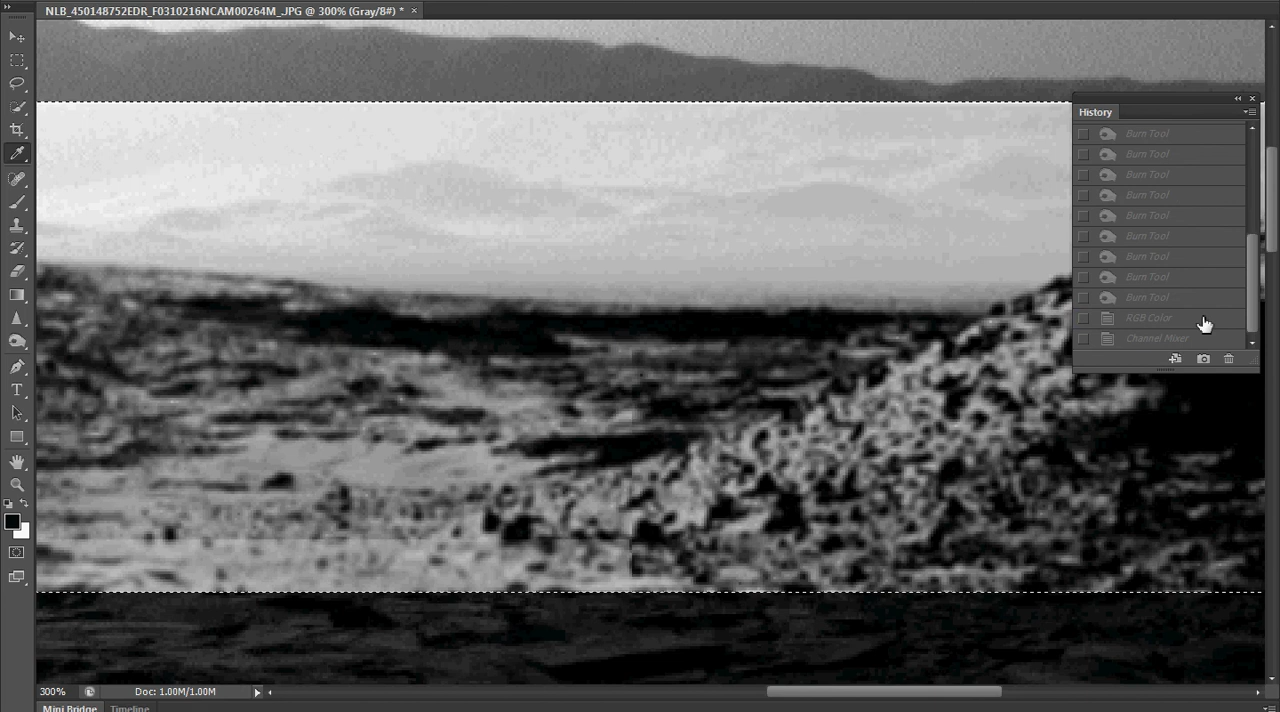 NLB_450148752EDR_F0310216NCAM00264M_.JPG @ 300% (Gray/8#) * ×
History
Burn Tool
Burn Tool
Burn Tool
Burn Tool
Burn Tool
Burn Tool
Burn Tool
Burn Tool
Burn Tool
RGB Color
Channel Mixer
T
300%
Doc: 1.00M/1.00M
Mini Bridge
Timeline